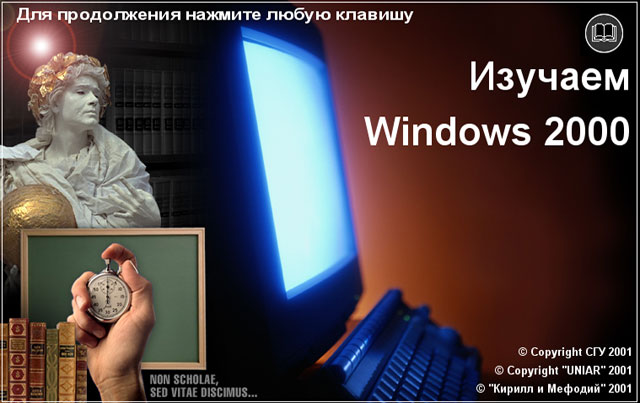 Для продолжения нажмите любую клавишу
Изучаем
Windows 2000
NON SCHOLAE,
SED VITAE DISCIMUS...
© Copyright СГУ 2001
© Copyright "UNIAR" 2001
© "Кирилл и Мефодий" 2001